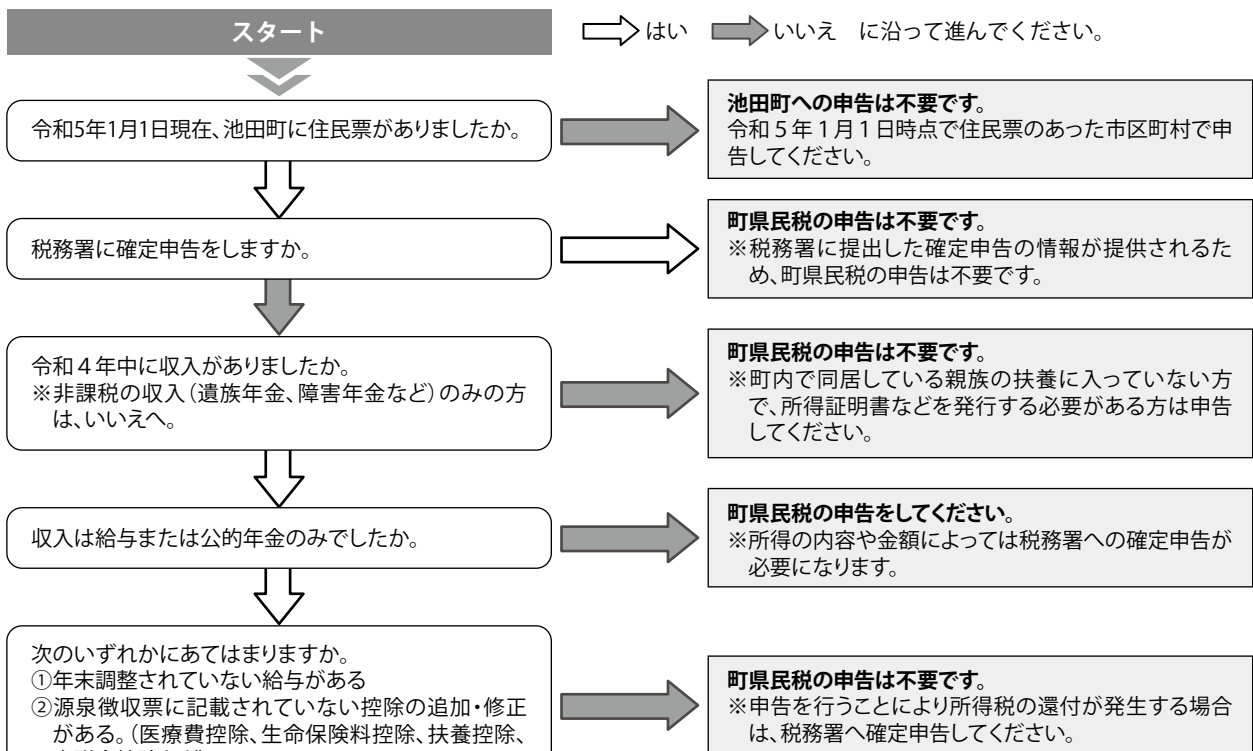 スタート
はい いいえ に沿って進んでください。
令和5年1月1日現在、池田町に住民票がありましたか。
池田町への申告は不要です。
令和5年1月1日時点で住民票のあった市区町村で申
告してください。
税務署に確定申告をしますか。
町県民税の申告は不要です。
※税務署に提出した確定申告の情報が提供されるた
め、町県民税の申告は不要です。
令和4年中に収入がありましたか。
※非課税の収入(遺族年金、障害年金など)のみの方
は、いいえへ。
町県民税の申告は不要です。
※町内で同居している親族の扶養に入っていない方
で、所得証明書などを発行する必要がある方は申告
してください。
収入は給与または公的年金のみでしたか。
町県民税の申告をしてください。
※所得の内容や金額によっては税務署への確定申告が
必要になります。
次のいずれかにあてはまりますか。
①年末調整されていない給与がある
②源泉徴収票に記載されていない控除の追加・修正
がある。(医療費控除、生命保険料控除、扶養控除、
町県民税の申告は不要です。
※申告を行うことにより所得税の還付が発生する場合
は、税務署へ確定申告してください。